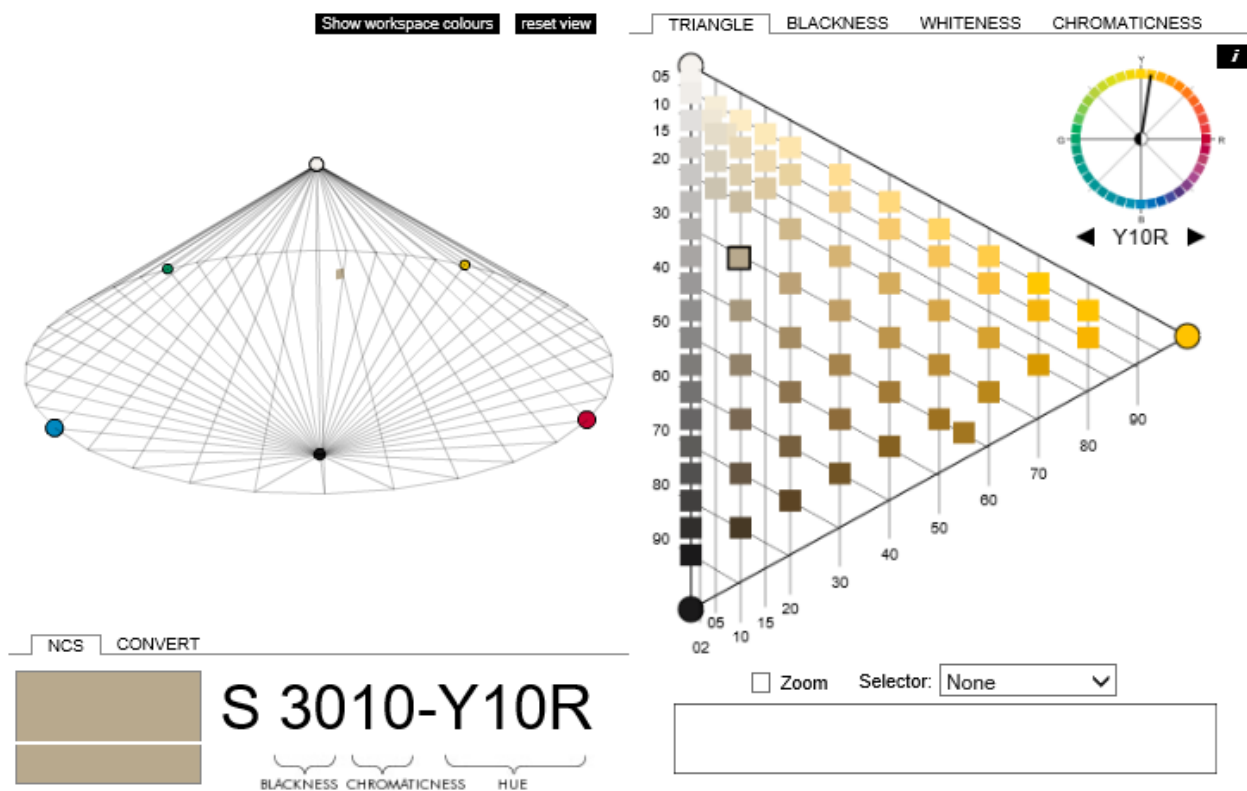 Show workspace colours reset view
TRIANGLE BLACKNESS WHITENESS CHROMATICNESS
i
Y
G
R
B
Y10R
05
10
15
20
30
40
50
60
70
80
90
90
80
70
60
50
40
30
20
15
10
05
02
NCS CONVERT
S 3010-Y10R
BLACKNESS CHROMATICNESS HUE
Zoom Selector: None